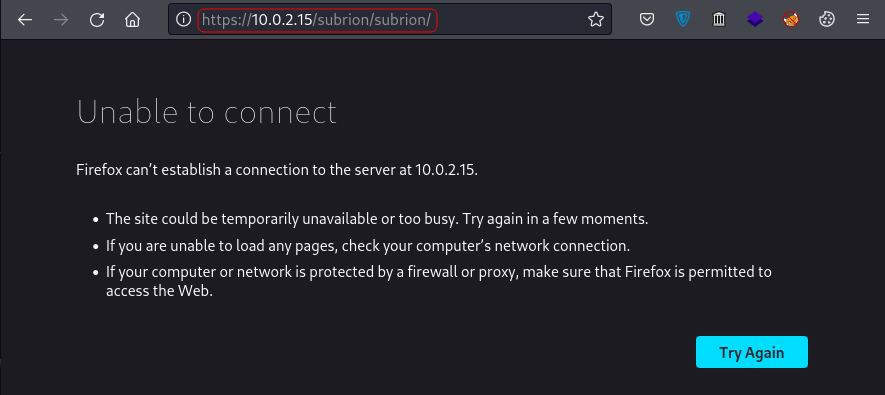 https://10.0.2.15/subrion/subrion/
Unable to connect
Firefox can’t establish a connection to the server at 10.0.2.15.
• The site could be temporarily unavailable or too busy. Try again in a few moments.
• If you are unable to load any pages, check your computer’s network connection.
• If your computer or network is protected by a firewall or proxy, make sure that Firefox is permitted to
access the Web.
Try Again